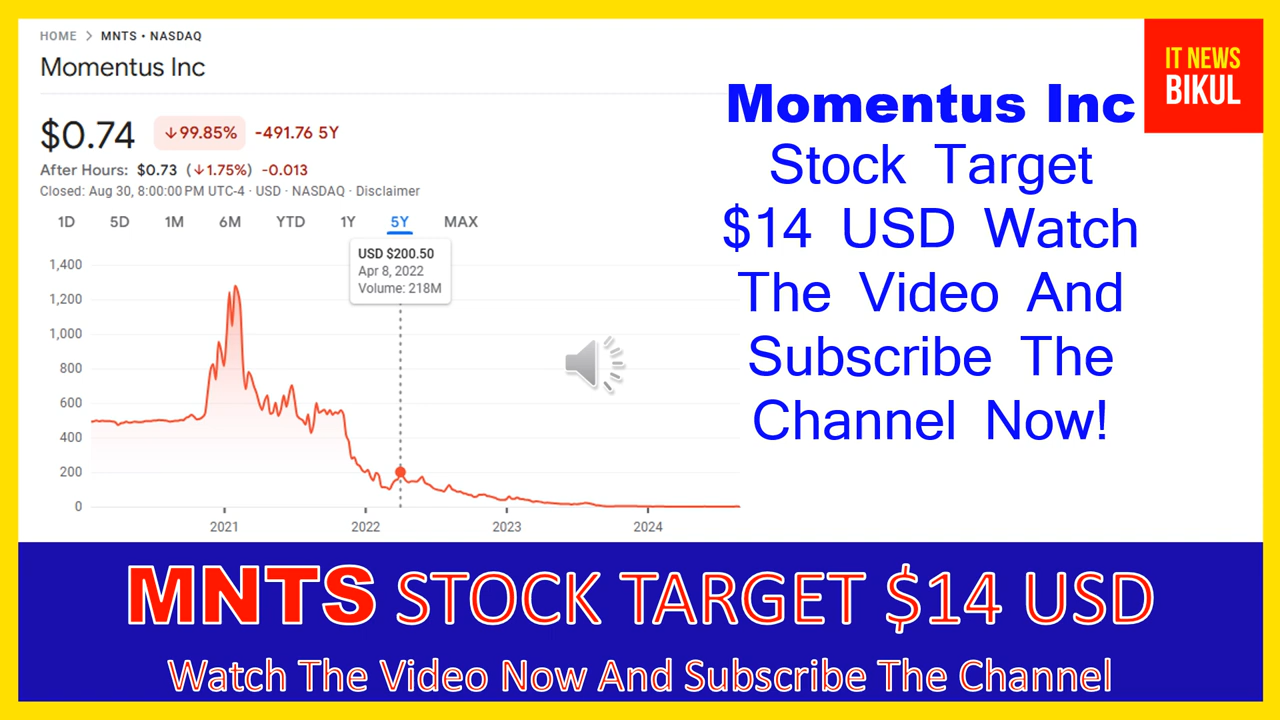 HOME > MNTS • NASDAQ
Momentus Inc
$0.74 ↓99.85% -491.76 5Y
After Hours: $0.73 (↓1.75%) -0.013
Closed: Aug 30, 8:00:00 PM UTC-4 · USD · NASDAQ · Disclaimer
1D 5D 1M 6M YTD 1Y 5Y MAX
USD $200.50
Apr 8, 2022
Volume: 218M
1,400
1,200
1,000
800
600
400
200
0
2021 2022 2023 2024
IT NEWS
BIKUL
Momentus Inc
Stock Target
$14 USD Watch
The Video And
Subscribe The
Channel Now!
MNTS STOCK TARGET $14 USD
Watch The Video Now And Subscribe The Channel